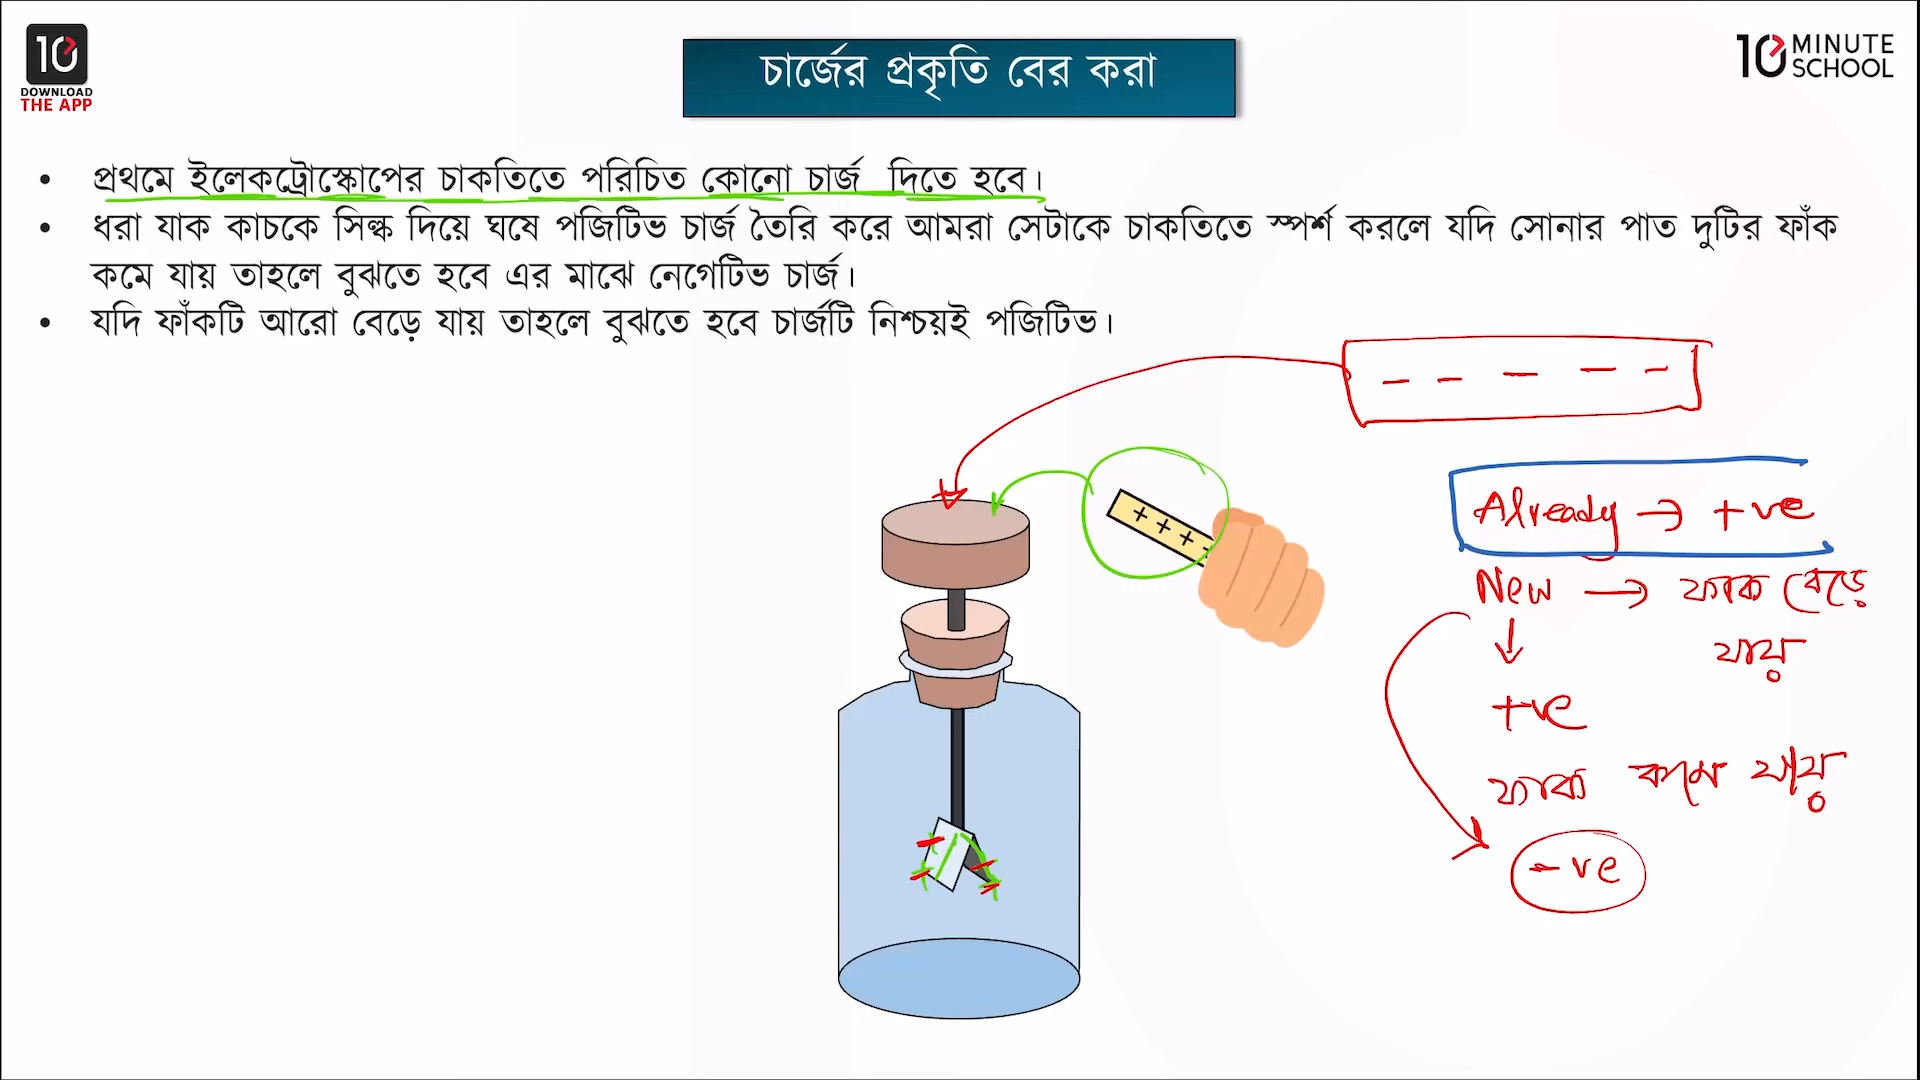 10
DOWNLOAD
THE APP
চার্জের প্রকৃতি বের করা
10 MINUTE
SCHOOL
• প্রথমে ইলেকট্রোস্কোপের চাকতিতে পরিচিত কোনো চার্জ দিতে হবে।
• ধরা যাক কাচকে সিল্ক দিয়ে ঘষে পজিটিভ চার্জ তৈরি করে আমরা সেটাকে চাকতিতে স্পর্শ করলে যদি সোনার পাত দুটির ফাঁক
কমে যায় তাহলে বুঝতে হবে এর মাঝে নেগেটিভ চার্জ।
• যদি ফাঁকটি আরো বেড়ে যায় তাহলে বুঝতে হবে চার্জটি নিশ্চয়ই পজিটিভ।
- - - - -
+ + + +
Already → +ve
New → ফাক বেড়ে
যায়
↓
+ve
ফাক কমে যায়
-ve